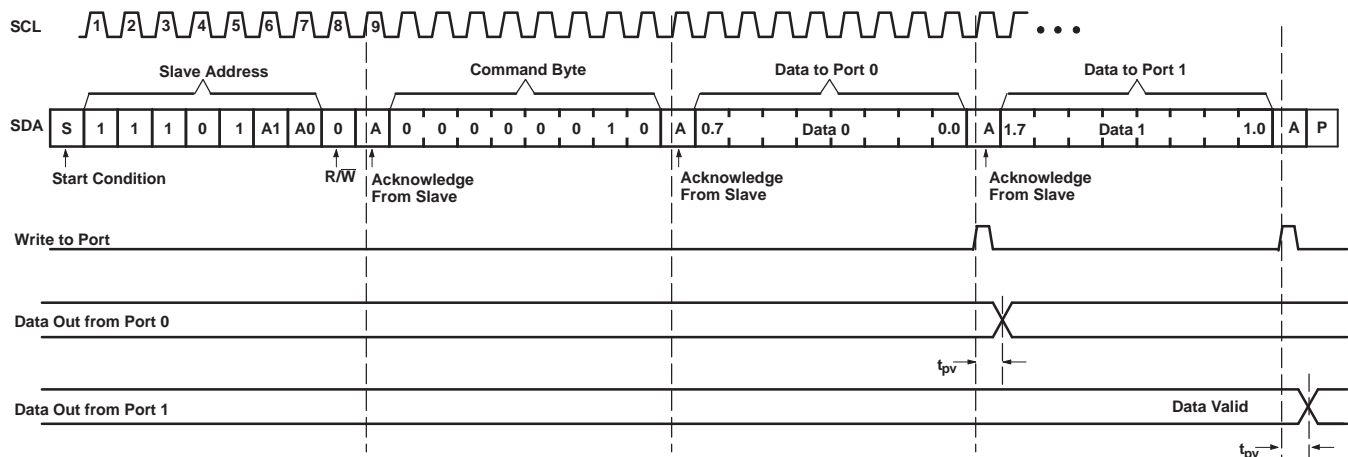 SCL 1 2 3 4 5 6 7 8 9 • • •
Slave Address Command Byte Data to Port 0 Data to Port 1
SDA S 1 1 1 0 1 A1 A0 0 A 0 0 0 0 0 0 1 0 A 0.7 Data 0 0.0 A 1.7 Data 1 1.0 A P
Start Condition R/W̅ Acknowledge From Slave Acknowledge From Slave Acknowledge From Slave
Write to Port
Data Out from Port 0
tpv
Data Out from Port 1 Data Valid
tpv